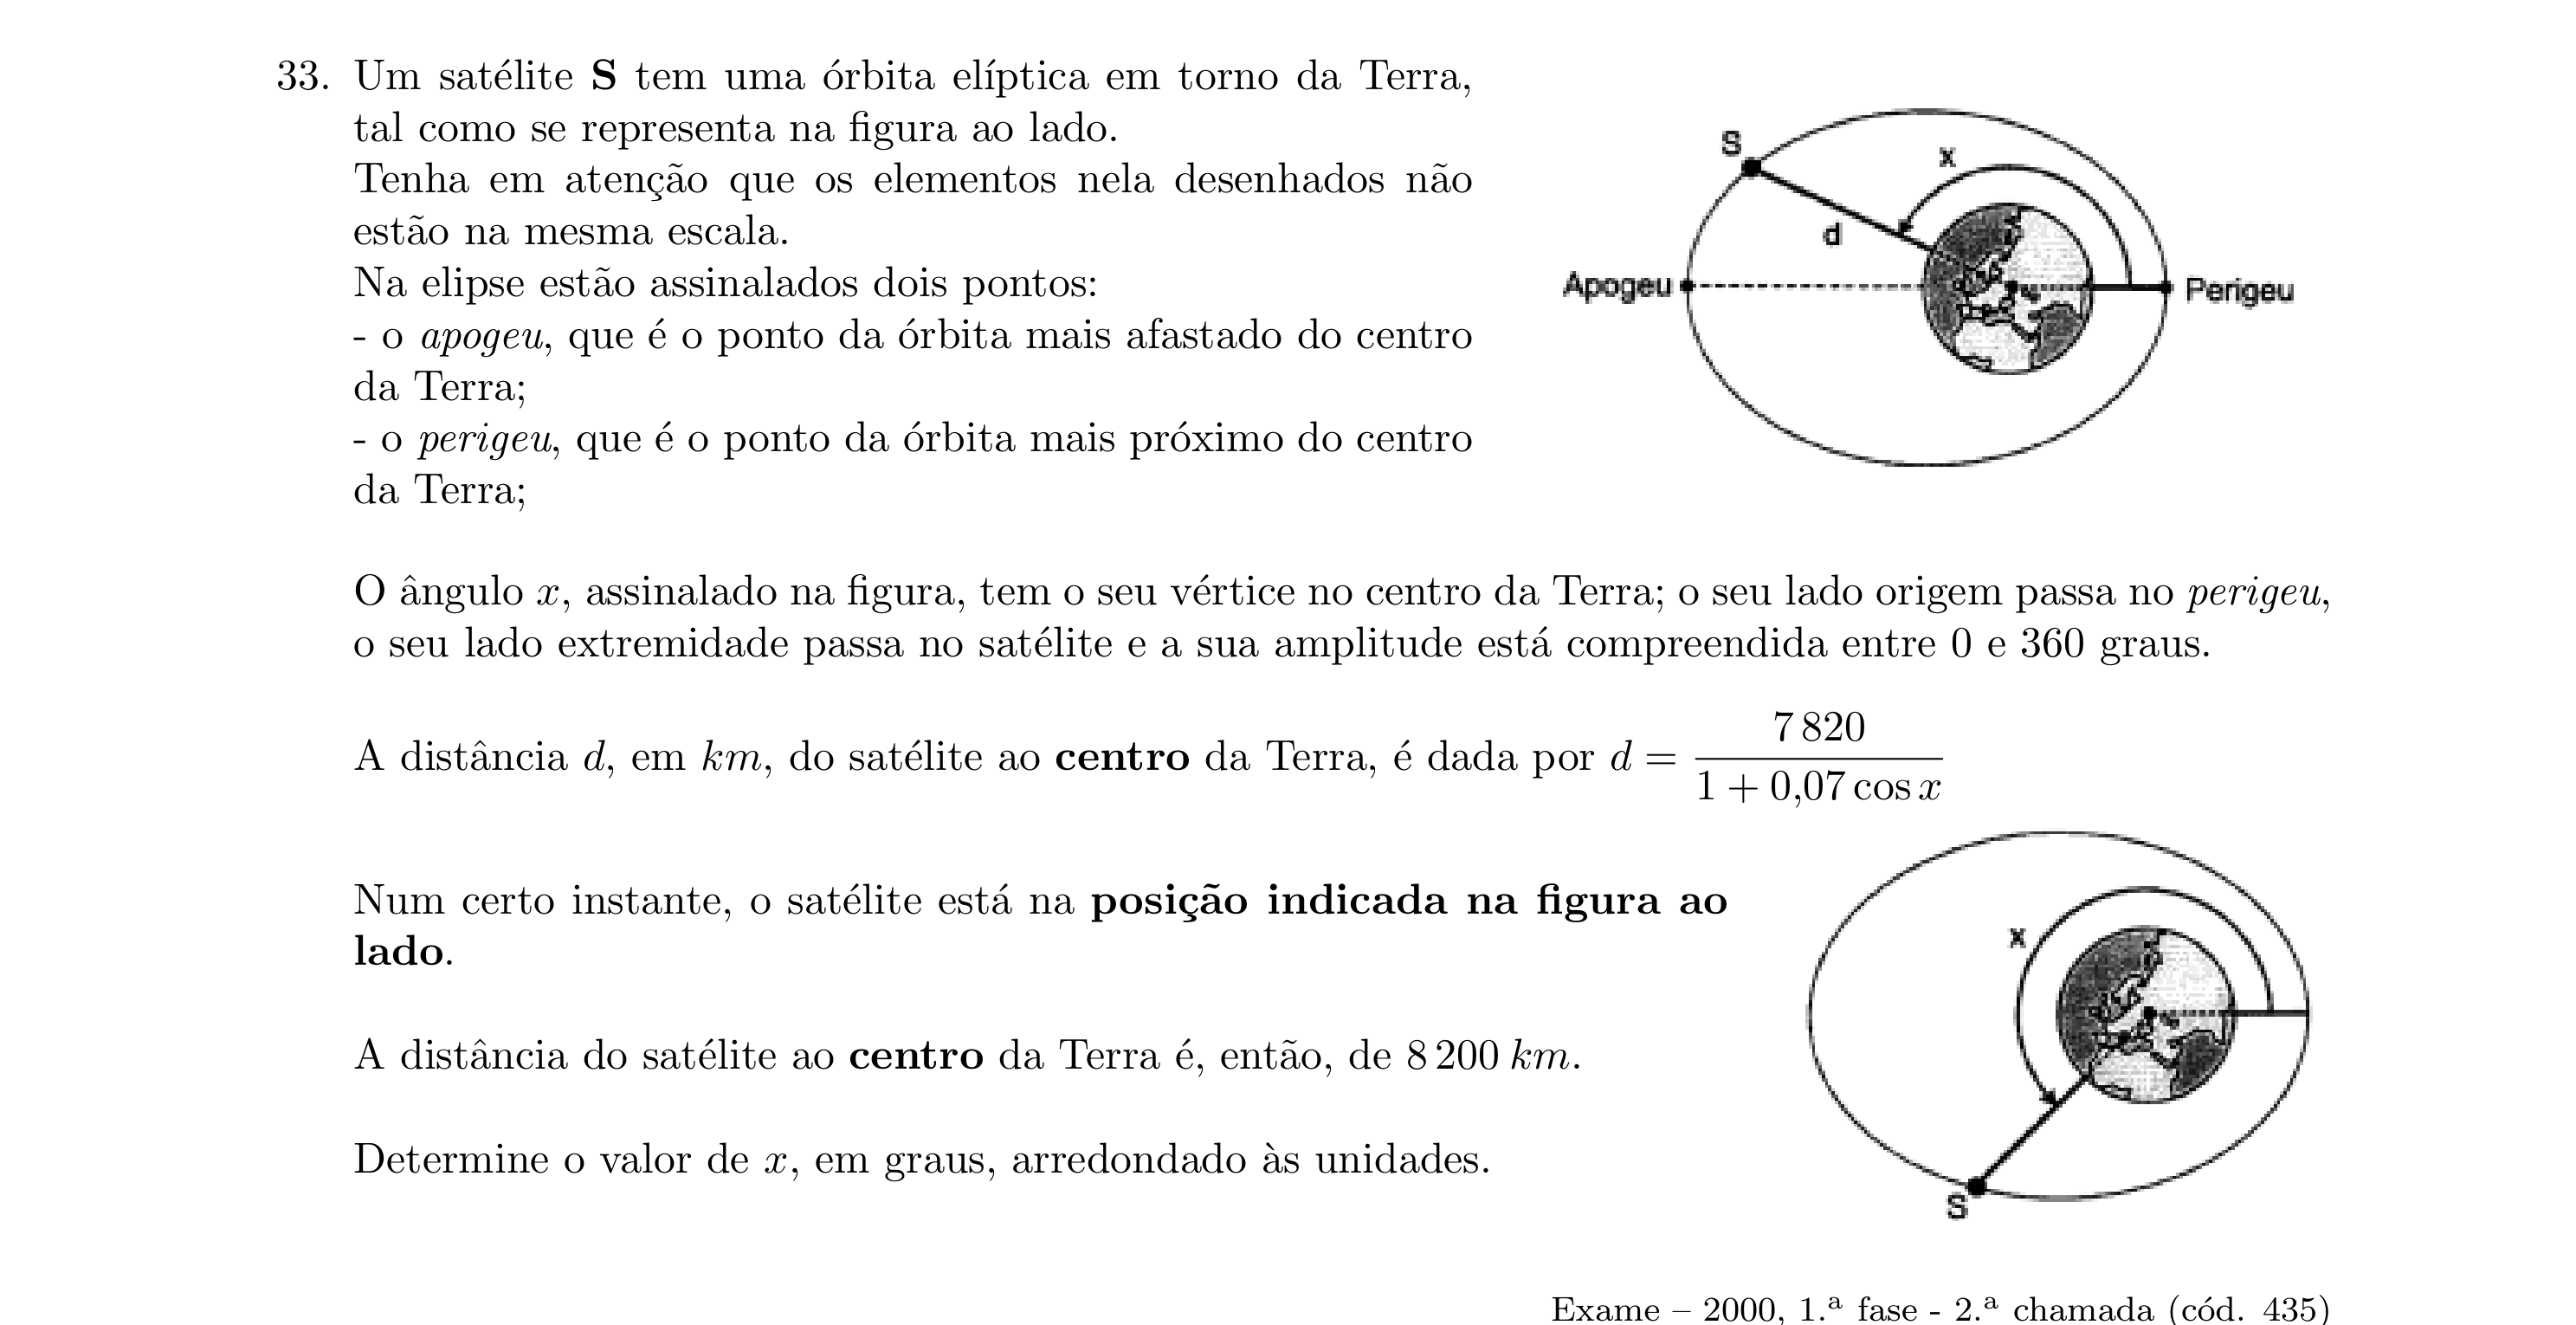 33. Um satélite S tem uma órbita elíptica em torno da Terra,
tal como se representa na figura ao lado.
Tenha em atenção que os elementos nela desenhados não
estão na mesma escala.
Na elipse estão assinalados dois pontos:
- o apogeu, que é o ponto da órbita mais afastado do centro
da Terra;
- o perigeu, que é o ponto da órbita mais próximo do centro
da Terra;
S
x
d
Apogeu
Perigeu
O ângulo x, assinalado na figura, tem o seu vértice no centro da Terra; o seu lado origem passa no perigeu,
o seu lado extremidade passa no satélite e a sua amplitude está compreendida entre 0 e 360 graus.
A distância d, em km, do satélite ao centro da Terra, é dada por d = \frac{7\,820}{1 + 0,07 \cos x}
Num certo instante, o satélite está na posição indicada na figura ao
lado.
A distância do satélite ao centro da Terra é, então, de 8 200 km.
Determine o valor de x, em graus, arredondado às unidades.
x
S
Exame – 2000, 1.ª fase - 2.ª chamada (cód. 435)